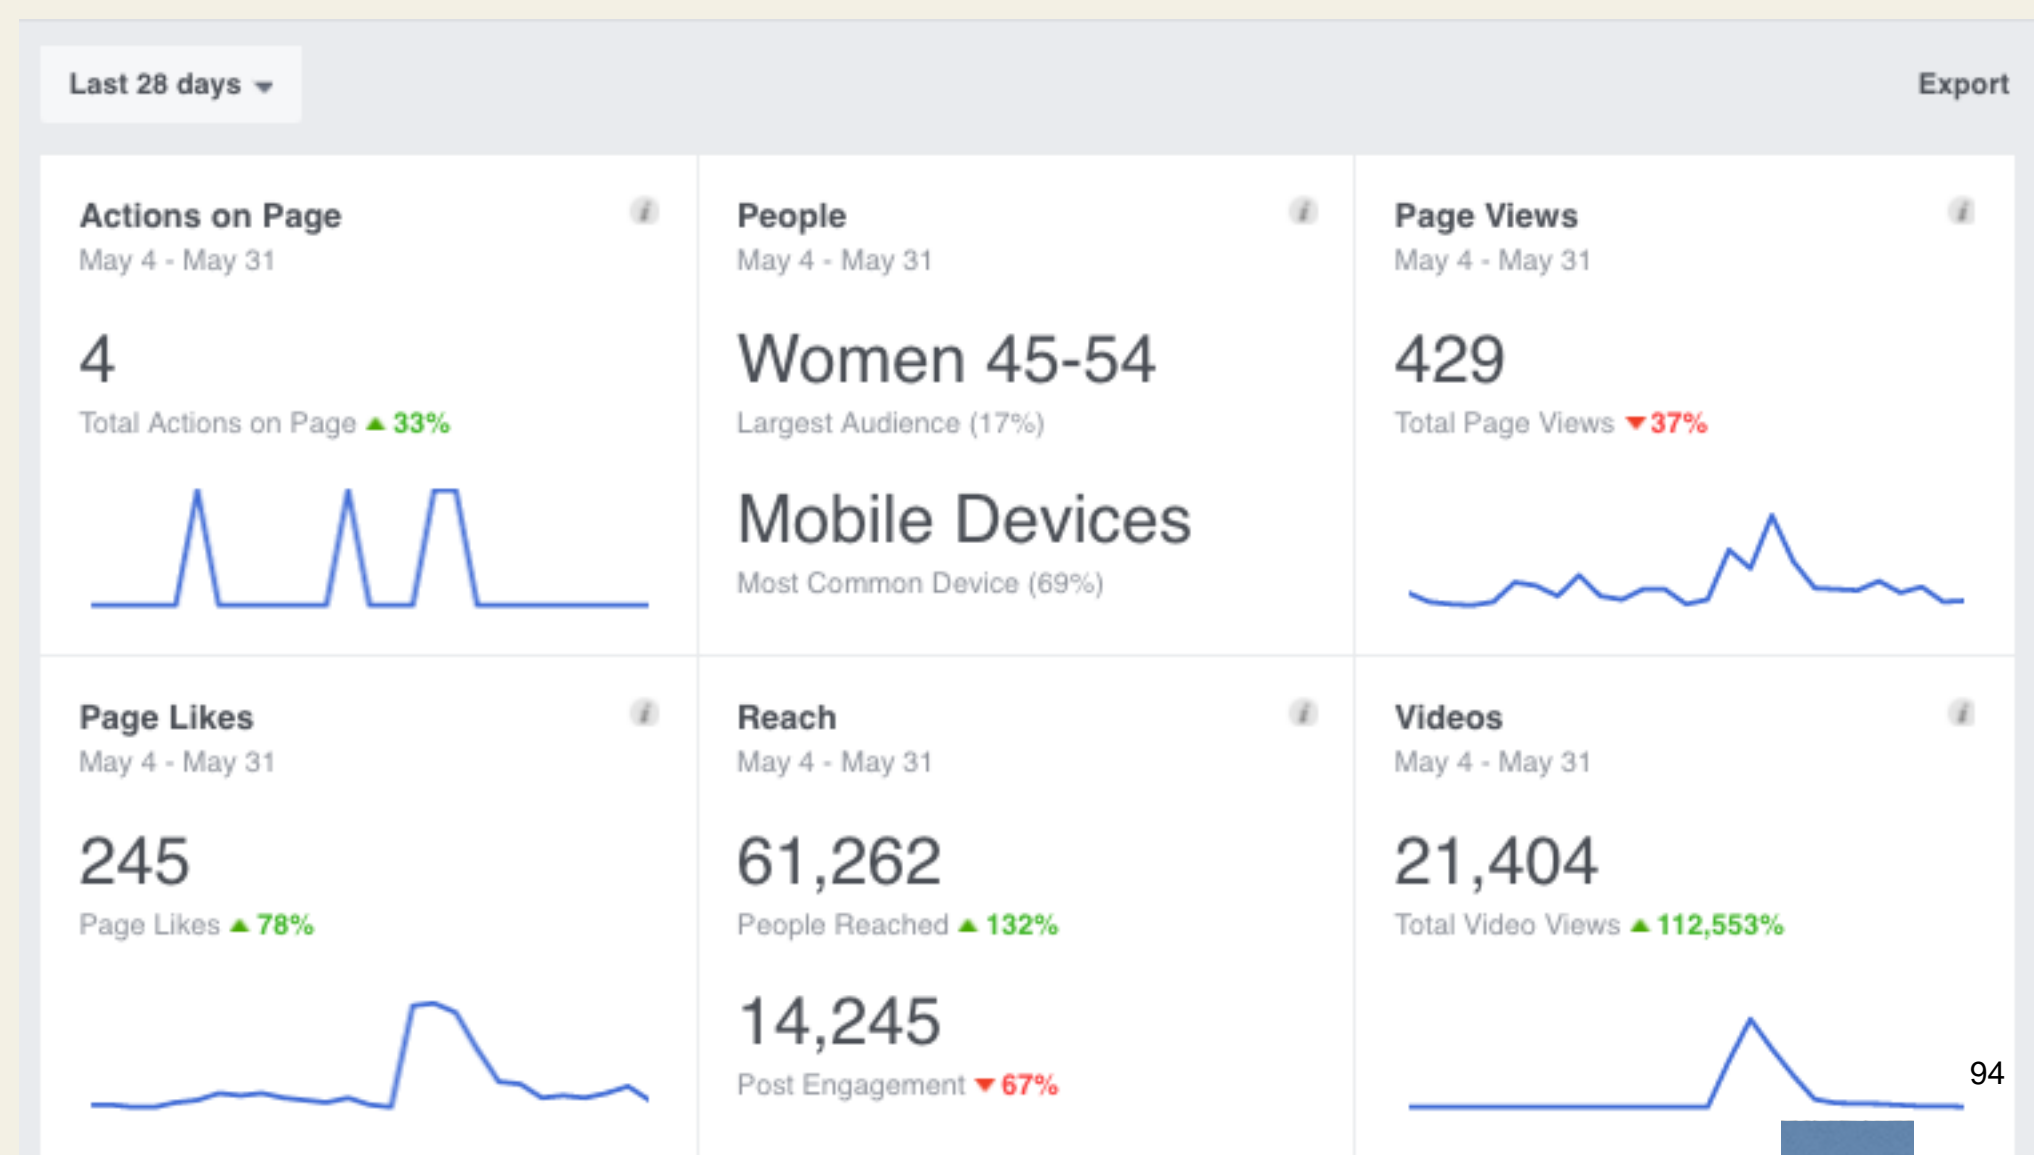 Last 28 days
Export
Actions on Page
May 4 - May 31
4
Total Actions on Page 33%
People
May 4 - May 31
Women 45-54
Largest Audience (17%)
Mobile Devices
Most Common Device (69%)
Page Views
May 4 - May 31
429
Total Page Views 37%
Page Likes
May 4 - May 31
245
Page Likes 78%
Reach
May 4 - May 31
61,262
People Reached 132%
14,245
Post Engagement 67%
Videos
May 4 - May 31
21,404
Total Video Views 112,553%
94